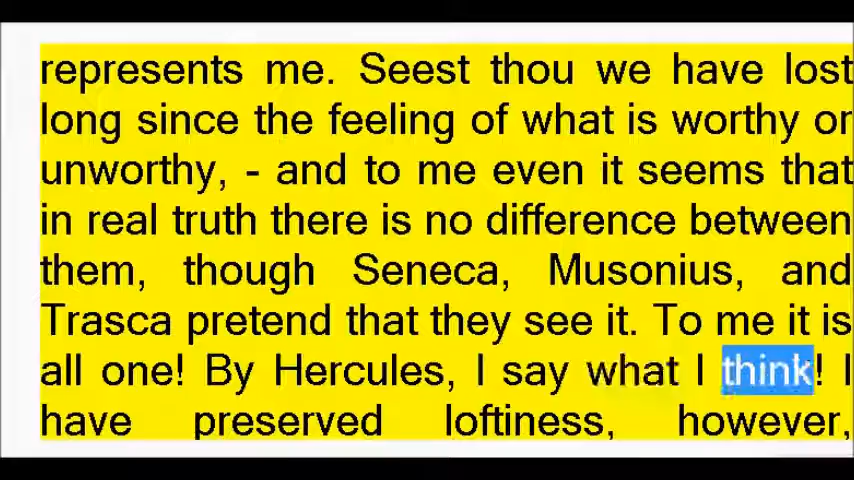 represents me. Seest thou we have lost
long since the feeling of what is worthy or
unworthy, - and to me even it seems that
in real truth there is no difference between
them, though Seneca, Musonius, and
Trasca pretend that they see it. To me it is
all one! By Hercules, I say what I think! I
have preserved loftiness, however,